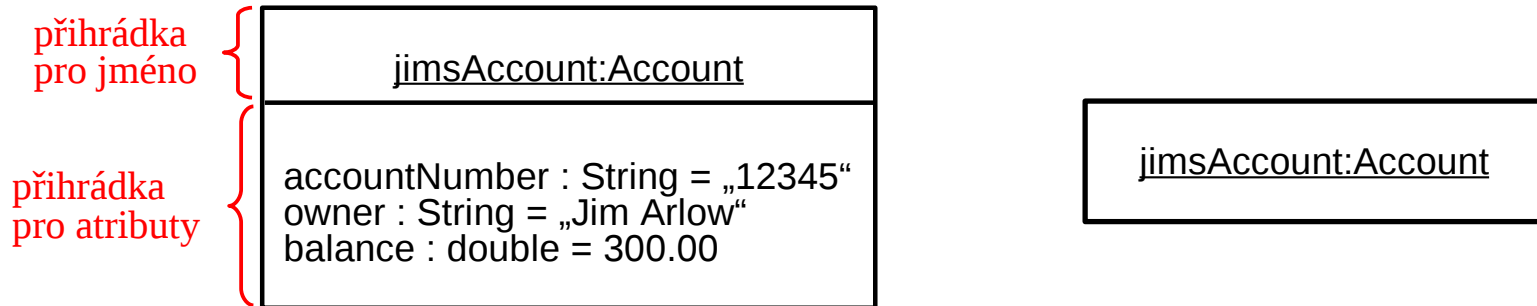 přihrádka
pro jméno
jimsAccount:Account
přihrádka
pro atributy
accountNumber : String = „12345“
owner : String = „Jim Arlow“
balance : double = 300.00
jimsAccount:Account